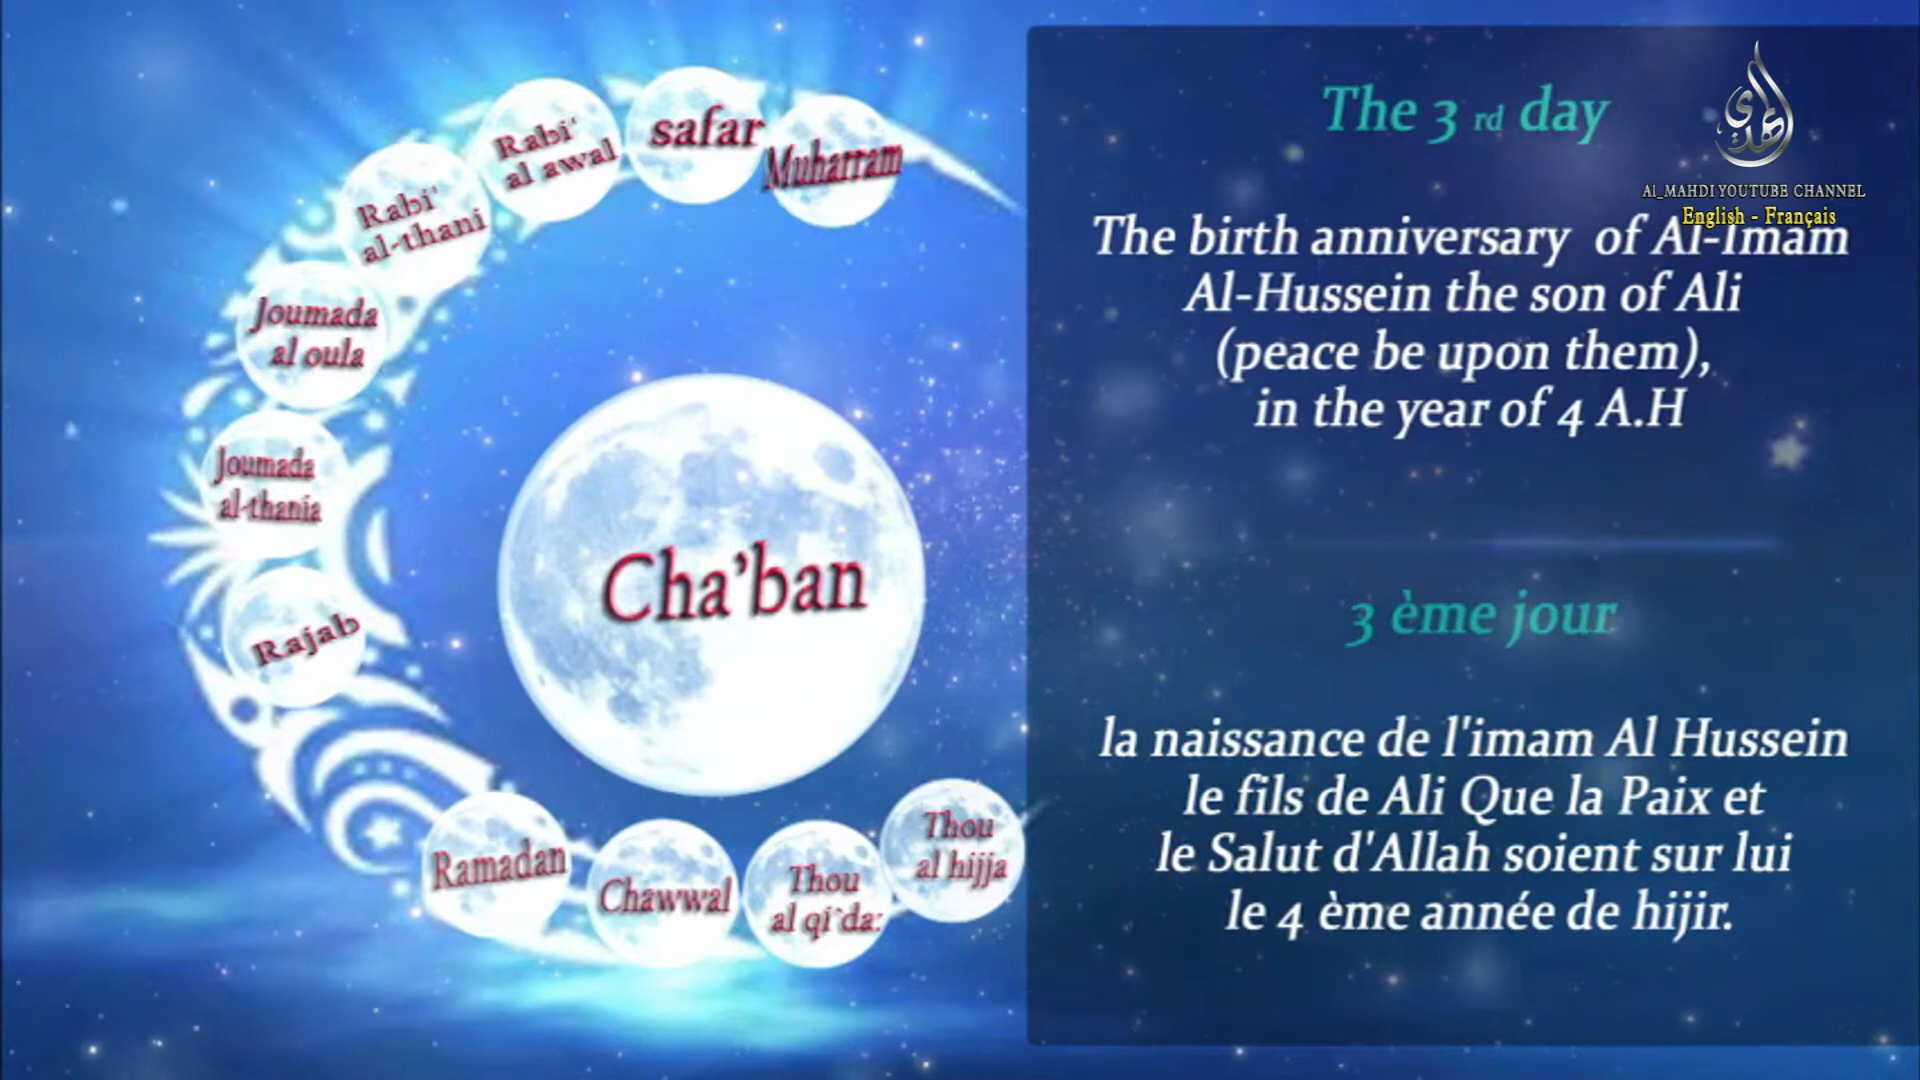 Muharram
safar
Rabi'
al awal
Rabi'
al-thani
Joumada
al oula
Joumada
al-thania
Rajab
Cha'ban
Ramadan
Chawwal
Thou
al qi`da:
Thou
al hijja
The 3 rd day
The birth anniversary of Al-Imam
Al-Hussein the son of Ali
(peace be upon them),
in the year of 4 A.H
3 ème jour
la naissance de l'imam Al Hussein
le fils de Ali Que la Paix et
le Salut d'Allah soient sur lui
le 4 ème année de hijir.
الهدي
Al_MAHDI YOUTUBE CHANNEL
English - Français